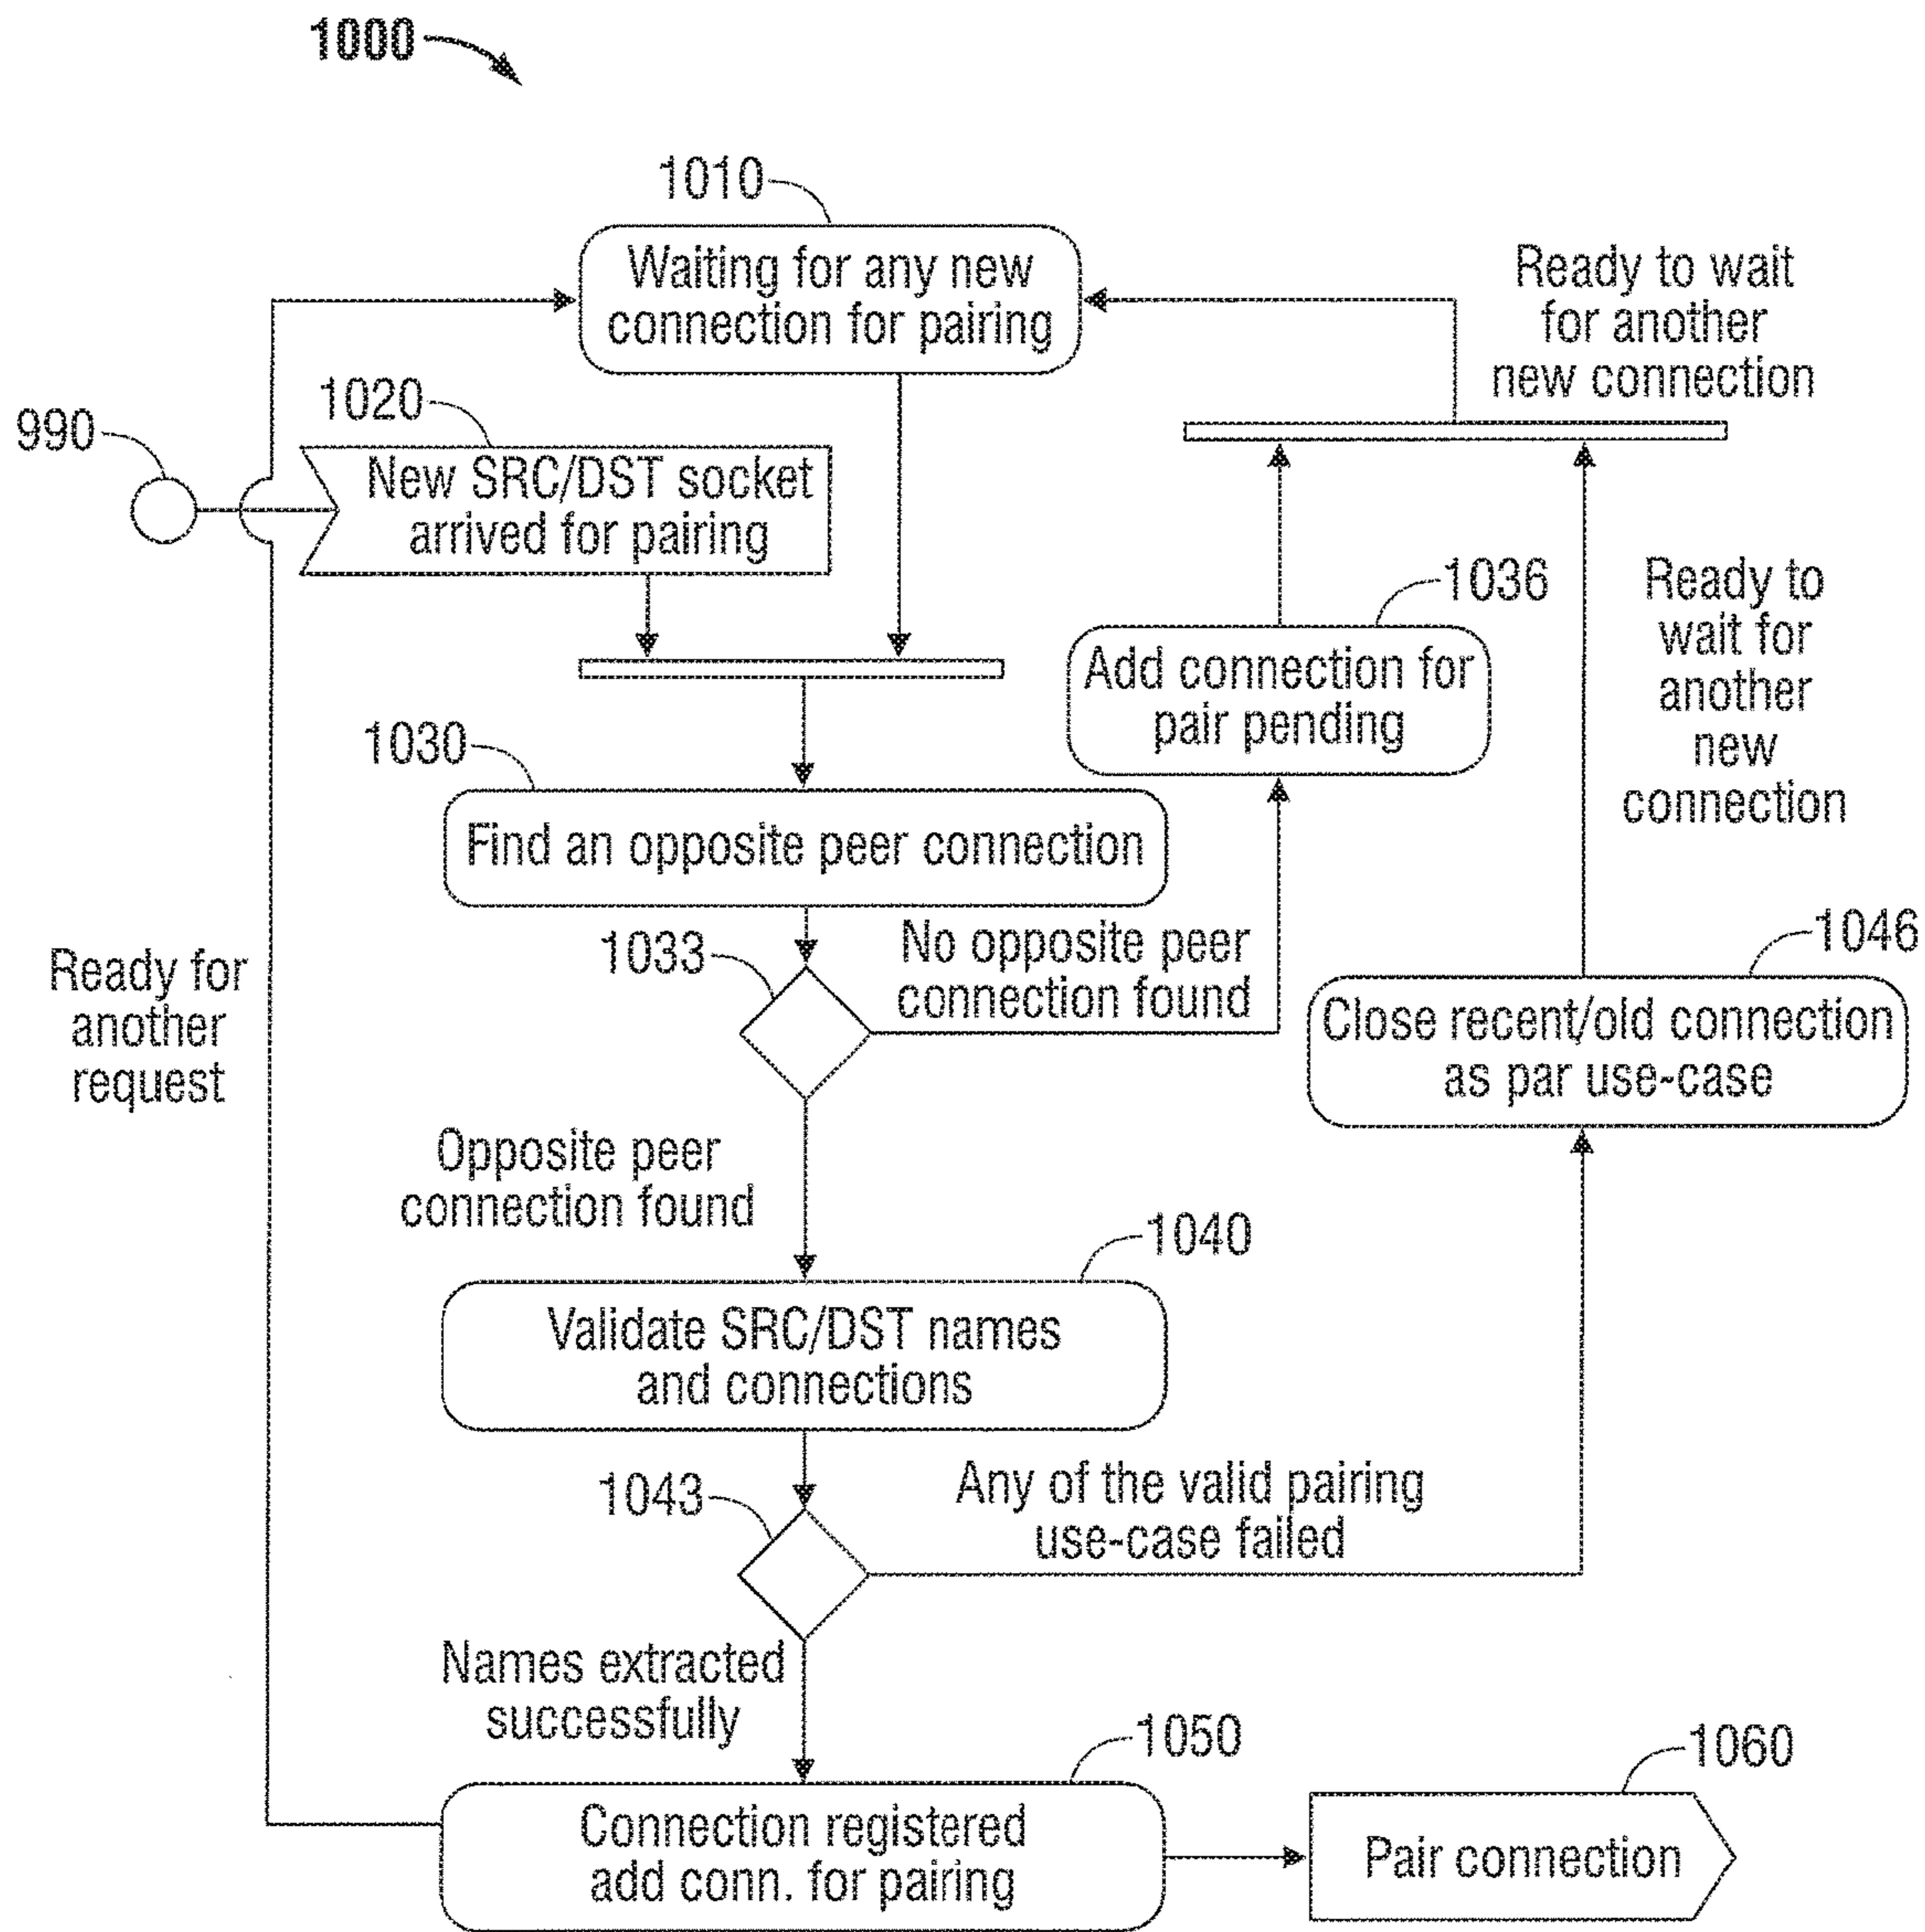 1000
1010
Waiting for any new
connection for pairing
Ready to wait
for another
new connection
1020
990
New SRC/DST socket
arrived for pairing
1036
Add connection for
pair pending
Ready to
wait for
another
new
connection
1030
Find an opposite peer connection
1033
No opposite peer
connection found
1046
Close recent/old connection
as par use-case
Ready for
another
request
Opposite peer
connection found
1040
Validate SRC/DST names
and connections
1043
Any of the valid pairing
use-case failed
Names extracted
successfully
1050
Connection registered
add conn. for pairing
1060
Pair connection